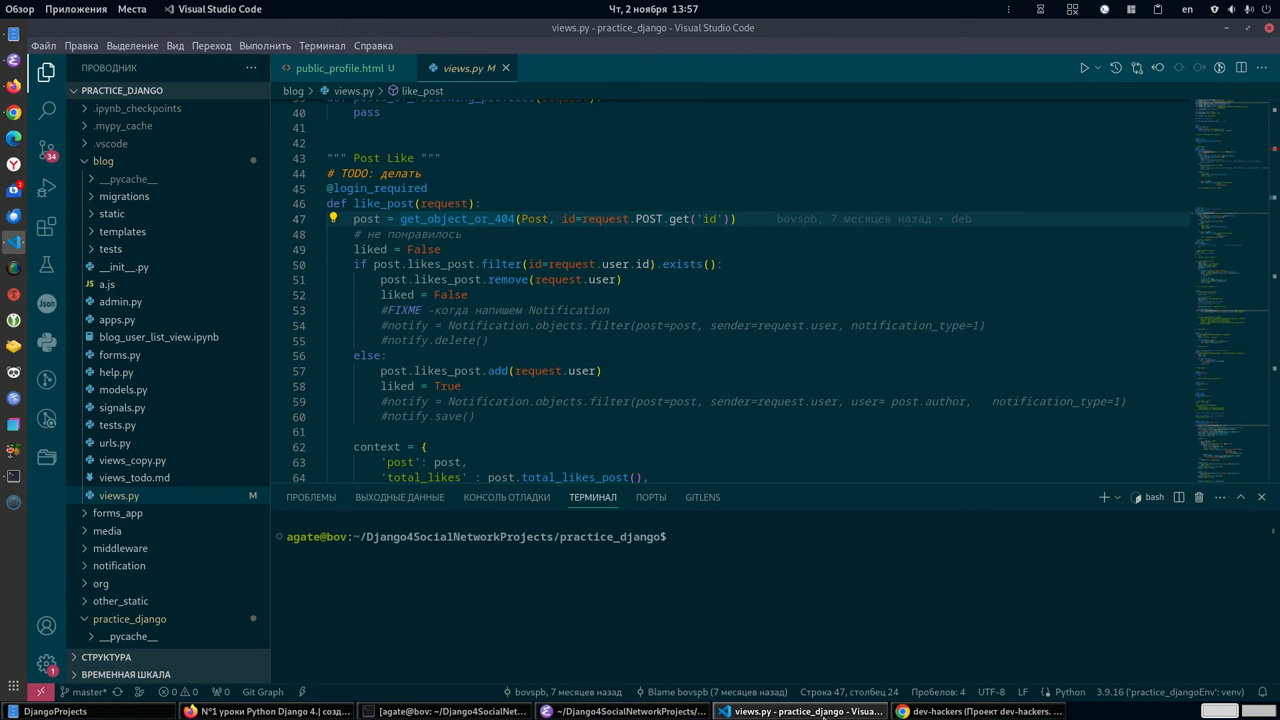 Обзор Приложения Места Visual Studio Code Вт, 12 марта 13:57 en
views.py - practice_django - Visual Studio Code
Файл Правка Выделение Вид Переход Выполнить Терминал Справка
ПРОВОДНИК ··· public_profile.html U views.py M
PRACTICE_DJANGO
blog > views.py > like_post
.ipynb_checkpoints
.mypy_cache
.vscode
blog
__pycache__
migrations
static
templates
tests
__init__.py
a.js
admin.py
apps.py
blog_user_list_view.ipynb
forms.py
help.py
models.py
signals.py
tests.py
urls.py
views_copy.py
views_todo.md
views.py M
forms_app
media
middleware
notification
org
other_static
practice_django
__pycache__
СТРУКТУРА
ВРЕМЕННАЯ ШКАЛА
34
Json
1
40 pass
41
42
43 """ Post Like """
44 # TODO: делать
45 @login_required
46 def like_post(request):
47 post = get_object_or_404(Post, id=request.POST.get('id')) bovspb, 7 месяцев назад • deb
48 # не понравилось
49 liked = False
50 if post.likes_post.filter(id=request.user.id).exists():
51 post.likes_post.remove(request.user)
52 liked = False
53 #FIXME -когда напишем Notification
54 #notify = Notification.objects.filter(post=post, sender=request.user, notification_type=1)
55 #notify.delete()
56 else:
57 post.likes_post.add(request.user)
58 liked = True
59 #notify = Notification.objects.filter(post=post, sender=request.user, user= post.author, notification_type=1)
60 #notify.save()
61
62 context = {
63 'post': post,
64 'total_likes': post.total_likes_post(),
ПРОБЛЕМЫ ВЫХОДНЫЕ ДАННЫЕ КОНСОЛЬ ОТЛАДКИ ТЕРМИНАЛ ПОРТЫ GITLENS bash
agate@bov:~/Django4SocialNetworkProjects/practice_django$
master* 0 0 0 Git Graph bovspb, 7 месяцев назад Blame bovspb (7 месяцев назад) Строка 47, столбец 24 Пробелов: 4 UTF-8 LF Python 3.9.16 ('practice_djangoEnv': venv)
DjangoProjects №1 уроки Python Django 4.| созд... [agate@bov:~/Django4SocialNet... ~/Django4SocialNetworkProjects/p... views.py - practice_django - Visua... dev-hackers (Проект dev-hackers. ...